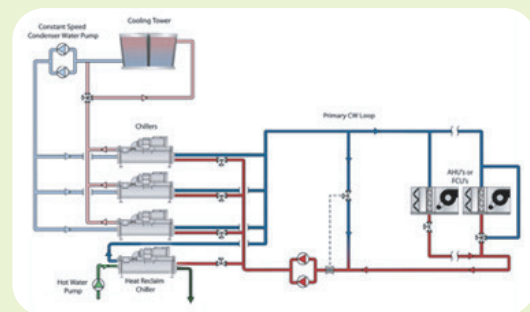 Constant Speed
Condenser Water Pump
Cooling Tower
Primary CW Loop
Chillers
AHU's or
FCU's
Hot Water
Pump
Heat Reclaim
Chiller